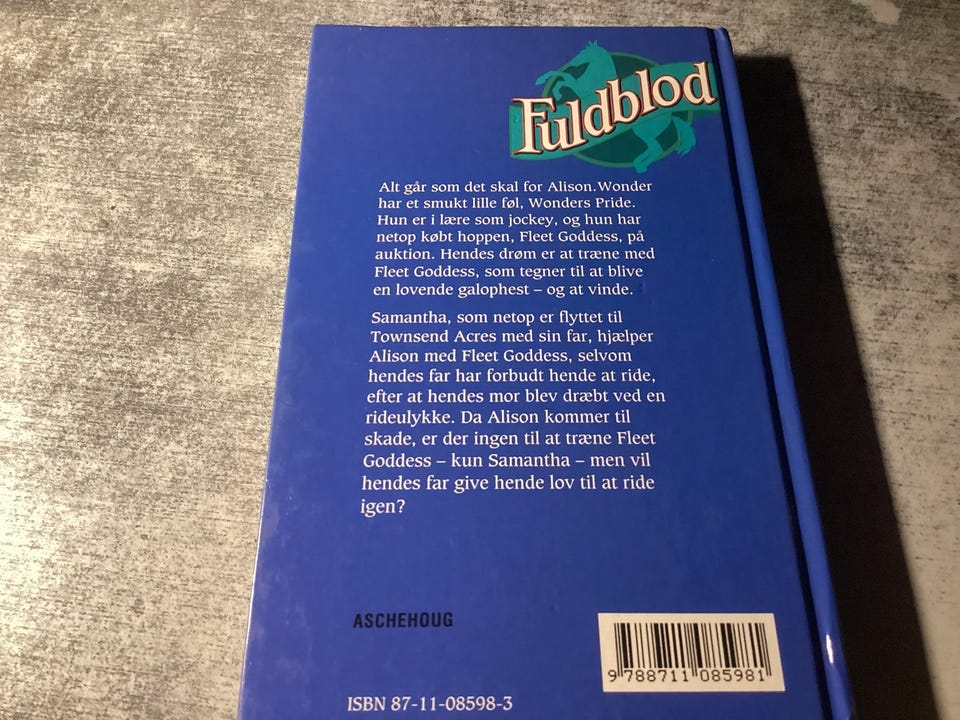 Fuldblod
Alt går som det skal for Alison.Wonder
har et smukt lille føl, Wonders Pride.
Hun er i lære som jockey, og hun har
netop købt hoppen, Fleet Goddess, på
auktion. Hendes drøm er at træne med
Fleet Goddess, som tegner til at blive
en lovende galophest – og at vinde.
Samantha, som netop er flyttet til
Townsend Acres med sin far, hjælper
Alison med Fleet Goddess, selvom
hendes far har forbudt hende at ride,
efter at hendes mor blev dræbt ved en
rideulykke. Da Alison kommer til
skade, er der ingen til at træne Fleet
Goddess – kun Samantha – men vil
hendes far give hende lov til at ride
igen?
ASCHEHOUG
9 788711 085981
ISBN 87-11-08598-3